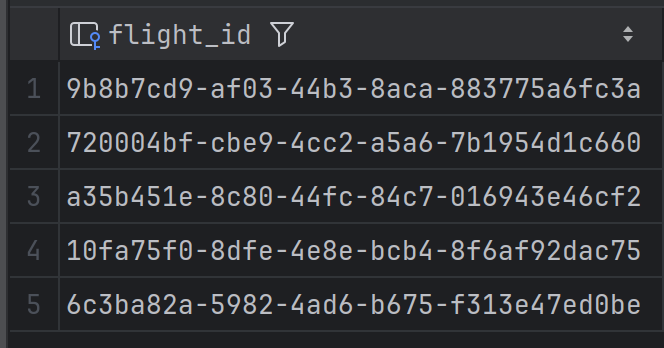 flight_id
1 9b8b7cd9-af03-44b3-8aca-883775a6fc3a
2 720004bf-cbe9-4cc2-a5a6-7b1954d1c660
3 a35b451e-8c80-44fc-84c7-016943e46cf2
4 10fa75f0-8dfe-4e8e-bcb4-8f6af92dac75
5 6c3ba82a-5982-4ad6-b675-f313e47ed0be